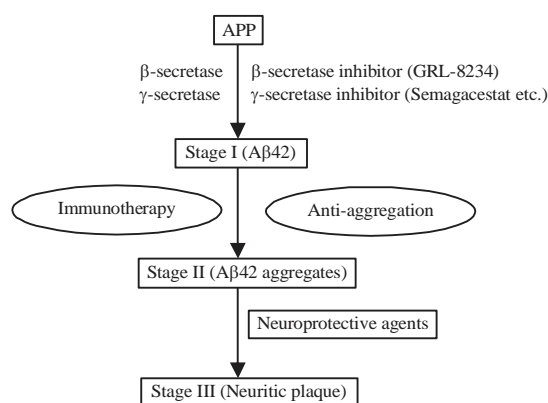 APP
β-secretase β-secretase inhibitor (GRL-8234)
γ-secretase γ-secretase inhibitor (Semagacestat etc.)
Stage I (Aβ42)
Immunotherapy Anti-aggregation
Stage II (Aβ42 aggregates)
Neuroprotective agents
Stage III (Neuritic plaque)